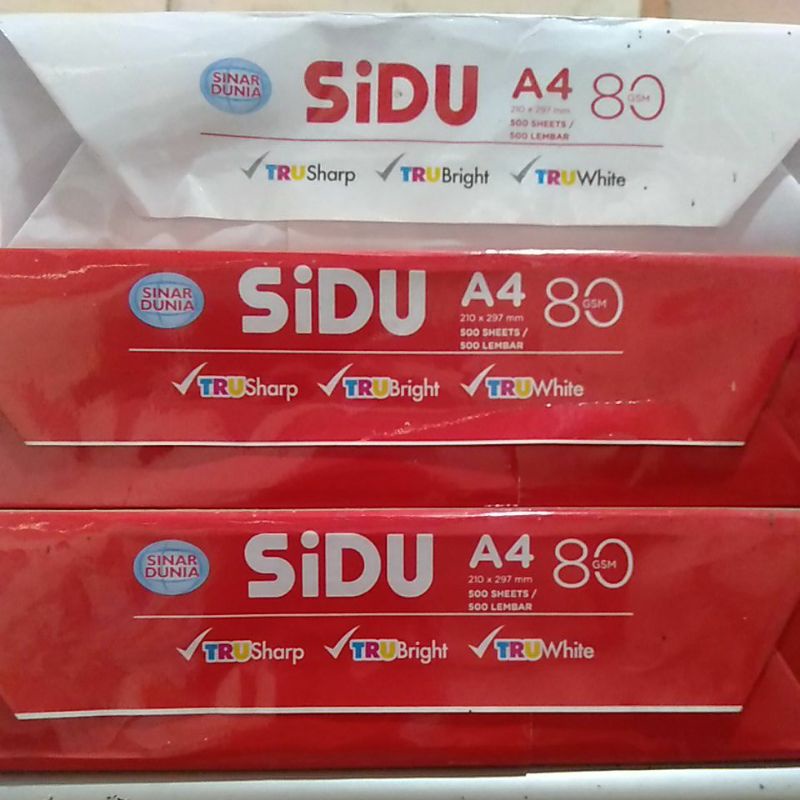 SINAR DUNIA SiDU A4 80 GSM
210 x 297 mm
500 SHEETS /
500 LEMBAR
TRUSharp TRUBright TRUWhite
SINAR DUNIA SiDU A4 80 GSM
210 x 297 mm
500 SHEETS /
500 LEMBAR
TRUSharp TRUBright TRUWhite
SINAR DUNIA SiDU A4 80 GSM
210 x 297 mm
500 SHEETS /
500 LEMBAR
TRUSharp TRUBright TRUWhite